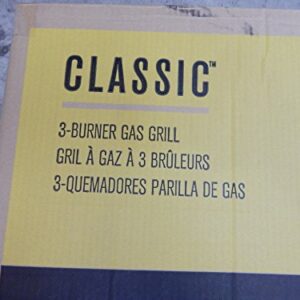 CLASSIC™
3-BURNER GAS GRILL
GRIL À GAZ À 3 BRÛLEURS
3-QUEMADORES PARILLA DE GAS